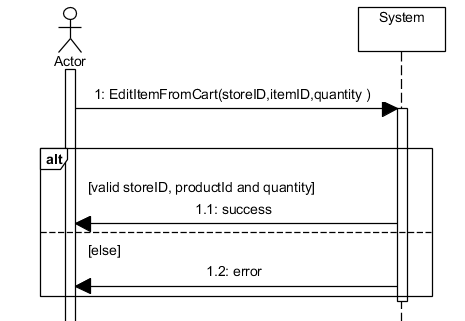 System
Actor
1: EditItemFromCart(storeID,itemID,quantity )
alt
[valid storeID, productId and quantity]
1.1: success
[else]
1.2: error